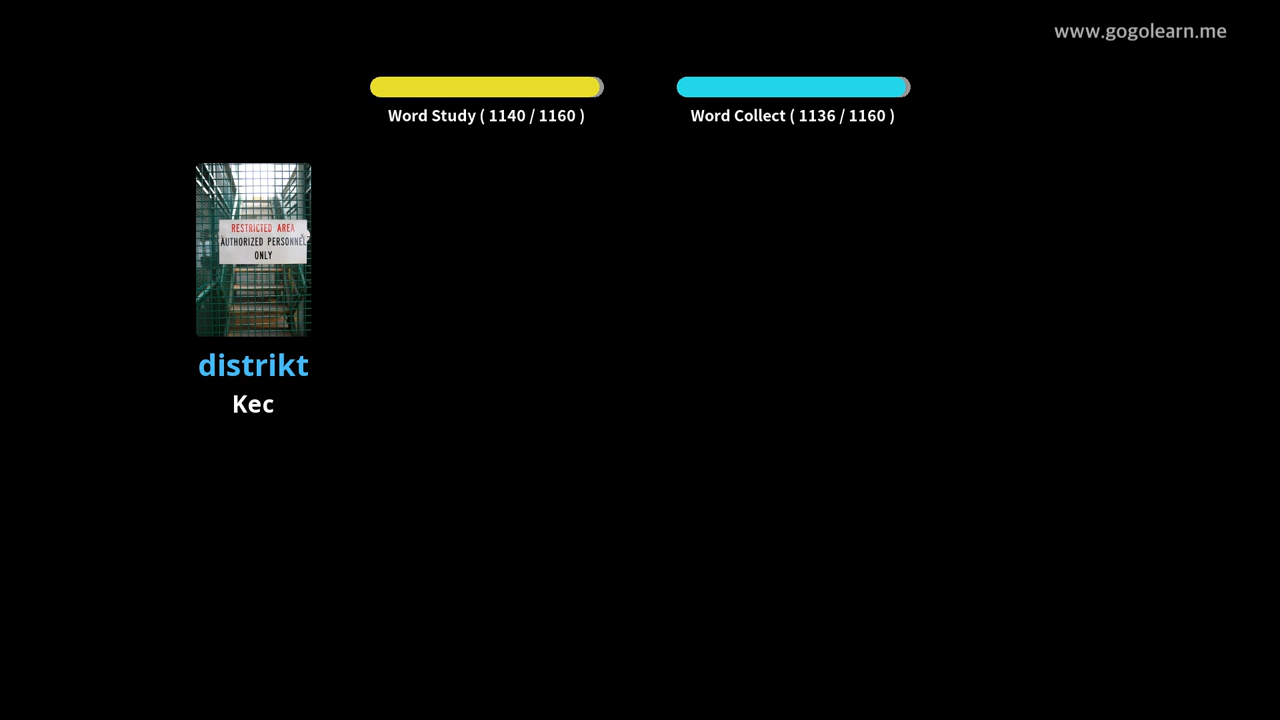 www.gogolearn.me
Word Study ( 1140 / 1160 )
Word Collect ( 1136 / 1160 )
RESTRICTED AREA
AUTHORIZED PERSONNEL
ONLY
distrikt
Kec